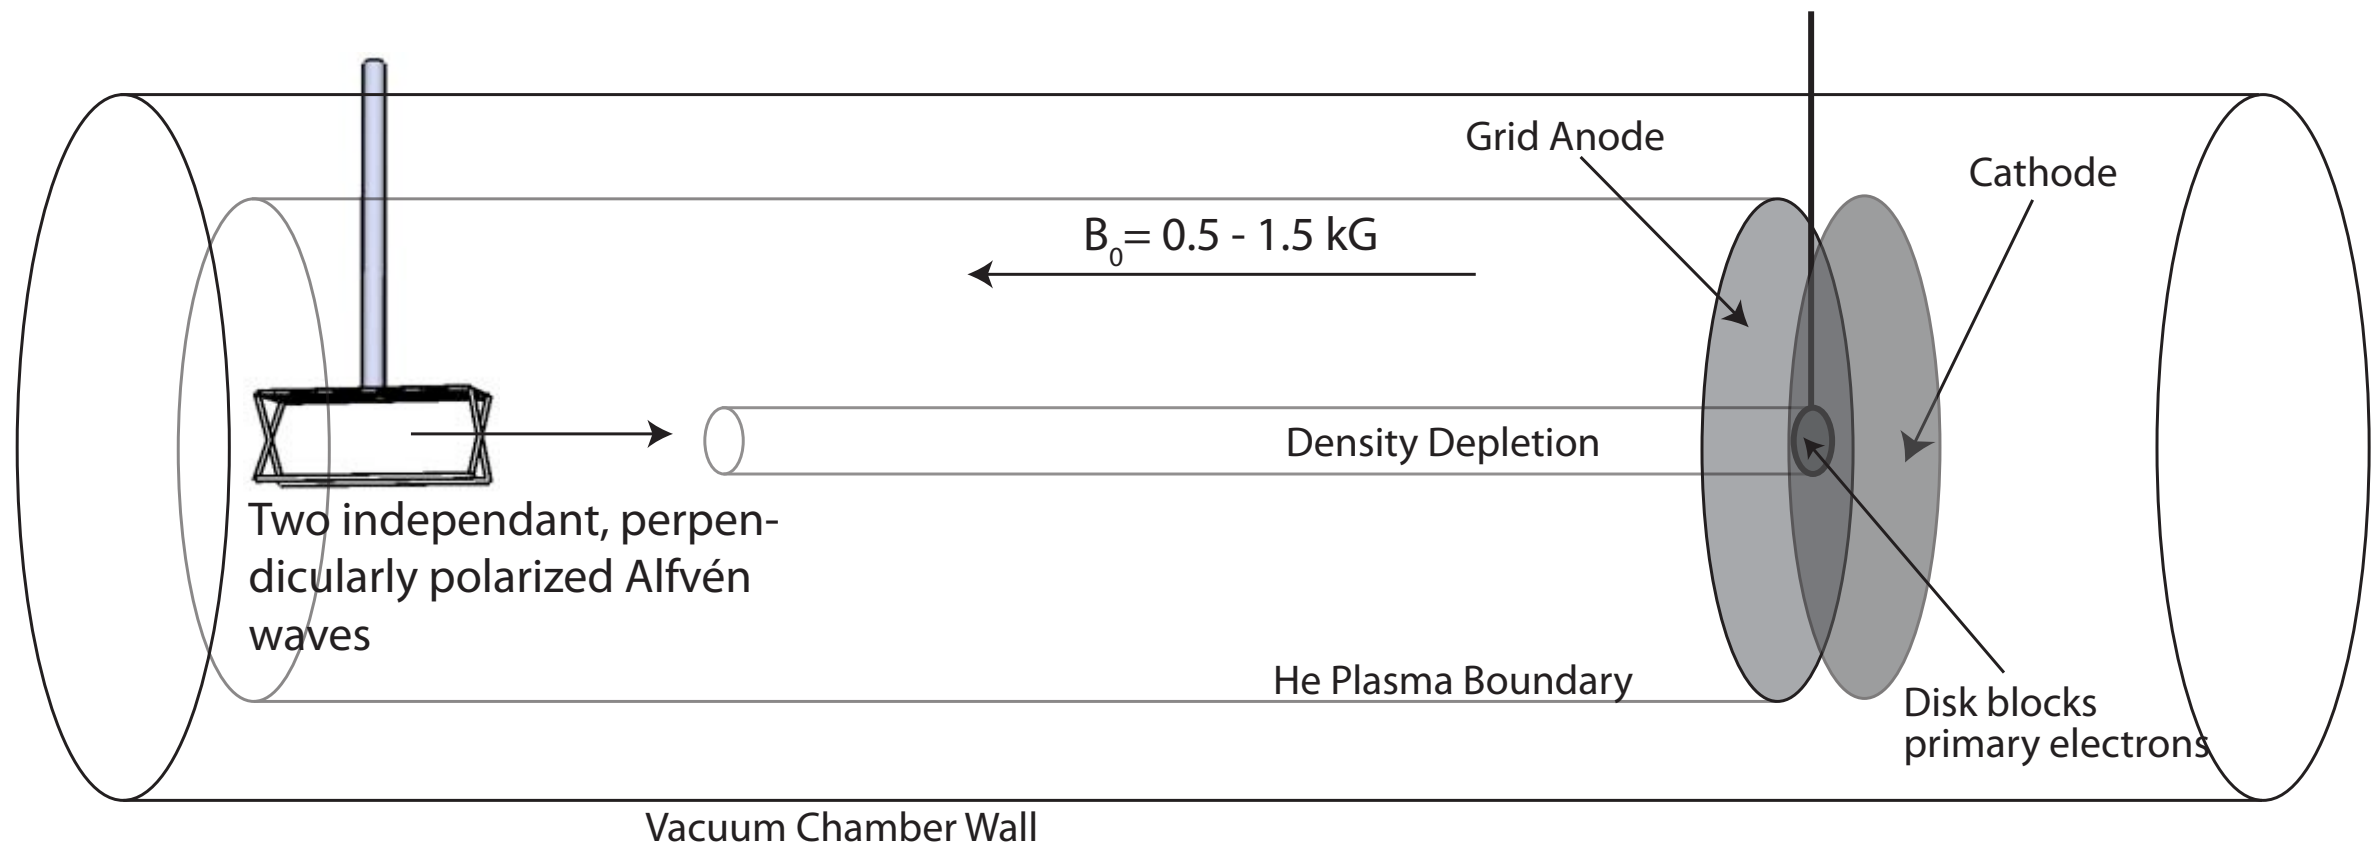 Grid Anode
Cathode
B₀= 0.5 - 1.5 kG
Density Depletion
Two independant, perpen-
dicularly polarized Alfvén
waves
He Plasma Boundary
Disk blocks
primary electrons
Vacuum Chamber Wall